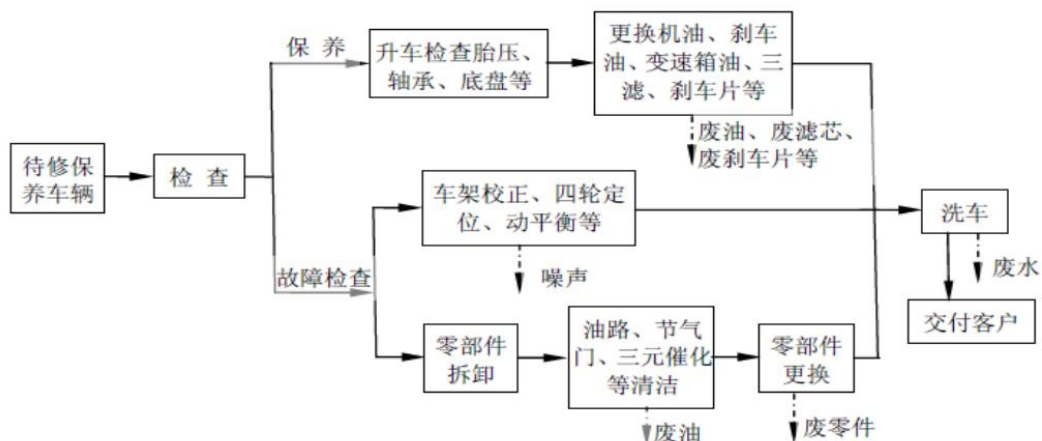 待修保
养车辆
检 查
保 养
升车检查胎压、
轴承、底盘等
更换机油、刹车
油、变速箱油、三
滤、刹车片等
废油、废滤芯、
废刹车片等
故障检查
车架校正、四轮定
位、动平衡等
噪声
零部件
拆卸
油路、节气
门、三元催化
等清洁
废油
零部件
更换
废零件
洗车
废水
交付客户